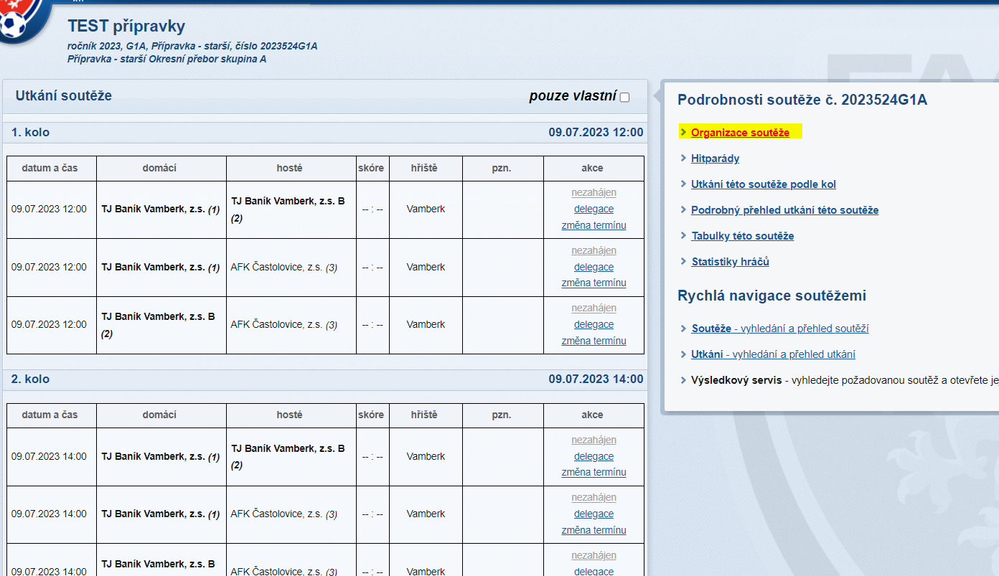 TEST přípravky
ročník 2023, G1A, Přípravka - starší, číslo 2023524G1A
Přípravka - starší Okresní přebor skupina A
Utkání soutěže
pouze vlastní
1. kolo 09.07.2023 12:00
datum a čas domácí hosté skóre hřiště pzn. akce
09.07.2023 12:00 TJ Baník Vamberk, z.s. (1) TJ Baník Vamberk, z.s. B (2) -- : -- Vamberk nezahájen
delegace
změna termínu
09.07.2023 12:00 TJ Baník Vamberk, z.s. (1) AFK Častolovice, z.s. (3) -- : -- Vamberk nezahájen
delegace
změna termínu
09.07.2023 12:00 TJ Baník Vamberk, z.s. B (2) AFK Častolovice, z.s. (3) -- : -- Vamberk nezahájen
delegace
změna termínu
2. kolo 09.07.2023 14:00
datum a čas domácí hosté skóre hřiště pzn. akce
09.07.2023 14:00 TJ Baník Vamberk, z.s. (1) TJ Baník Vamberk, z.s. B (2) -- : -- Vamberk nezahájen
delegace
změna termínu
09.07.2023 14:00 TJ Baník Vamberk, z.s. (1) AFK Častolovice, z.s. (3) -- : -- Vamberk nezahájen
delegace
změna termínu
09.07.2023 14:00 TJ Baník Vamberk, z.s. B AFK Častolovice, z.s. (3) -- : -- Vamberk nezahájen
delegace
Podrobnosti soutěže č. 2023524G1A
Organizace soutěže
Hitparády
Utkání této soutěže podle kol
Podrobný přehled utkání této soutěže
Tabulky této soutěže
Statistiky hráčů
Rychlá navigace soutěžemi
Soutěže - vyhledání a přehled soutěží
Utkání - vyhledání a přehled utkání
Výsledkový servis - vyhledejte požadovanou soutěž a otevřete je